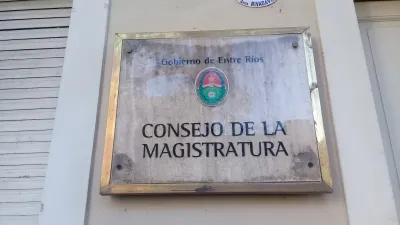 Gobierno de Entre Ríos
CONSEJO DE LA
MAGISTRATURA